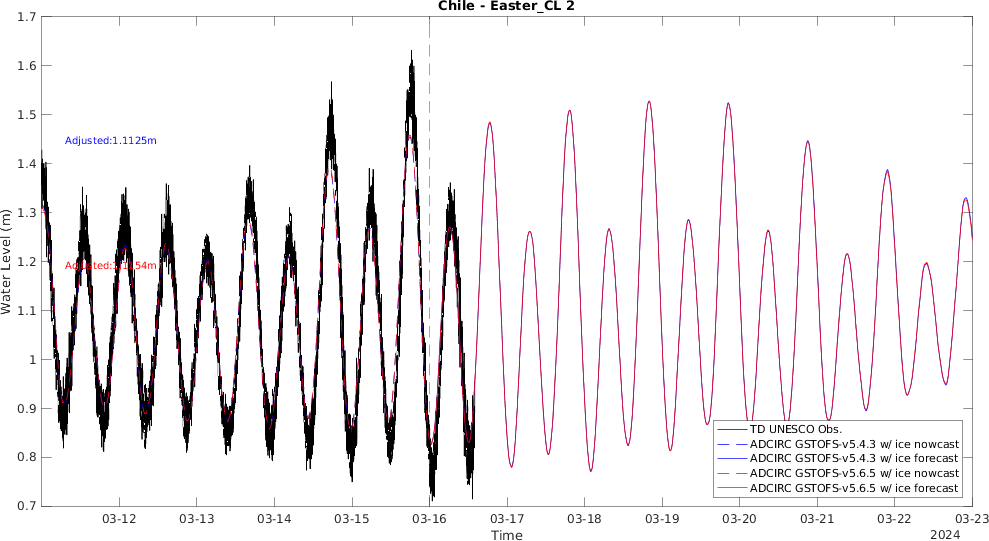 Chile - Easter_CL 2
1.7
1.6
1.5
1.4
1.3
1.2
1.1
1
0.9
0.8
0.7
Water Level (m)
Adjusted:1.1125m
TD UNESCO Obs.
ADCIRC GSTOFS-v5.4.3 w/ ice nowcast
ADCIRC GSTOFS-v5.4.3 w/ ice forecast
ADCIRC GSTOFS-v5.6.5 w/ ice nowcast
ADCIRC GSTOFS-v5.6.5 w/ ice forecast
03-12 03-13 03-14 03-15 03-16 03-17 03-18 03-19 03-20 03-21 03-22 03-23
Time
2024